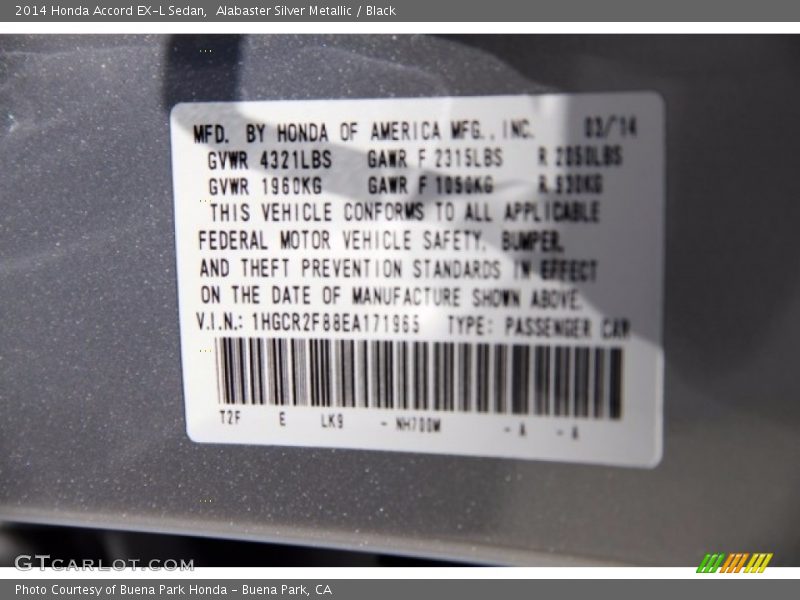 2014 Honda Accord EX-L Sedan,  Alabaster Silver Metallic / Black
MFD. BY HONDA OF AMERICA MFG., INC. 03/14
GVWR 4321LBS GAWR F 2315LBS R 2050LBS
GVWR 1960KG GAWR F 1050KG R 930KG
THIS VEHICLE CONFORMS TO ALL APPLICABLE
FEDERAL MOTOR VEHICLE SAFETY, BUMPER,
AND THEFT PREVENTION STANDARDS IN EFFECT
ON THE DATE OF MANUFACTURE SHOWN ABOVE.
V.I.N.: 1HGCR2F88EA171965 TYPE: PASSENGER CAR
T2F E LK9 - NH700M - A - A
GTCARLOT.COM
Photo Courtesy of Buena Park Honda - Buena Park, CA